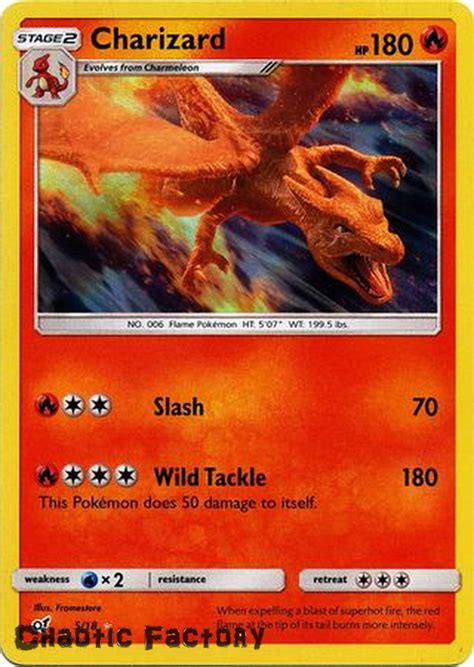 STAGE 2
Charizard
HP 180
Evolves from Charmeleon
NO. 006 Flame Pokémon HT: 5'07" WT: 199.5 lbs.
Slash 70
Wild Tackle 180
This Pokémon does 50 damage to itself.
weakness ×2 resistance retreat
Illus. Fromestore
5/18
When expelling a blast of superhot fire, the red flame at the tip of its tail burns more intensely.
Chaotic Factory